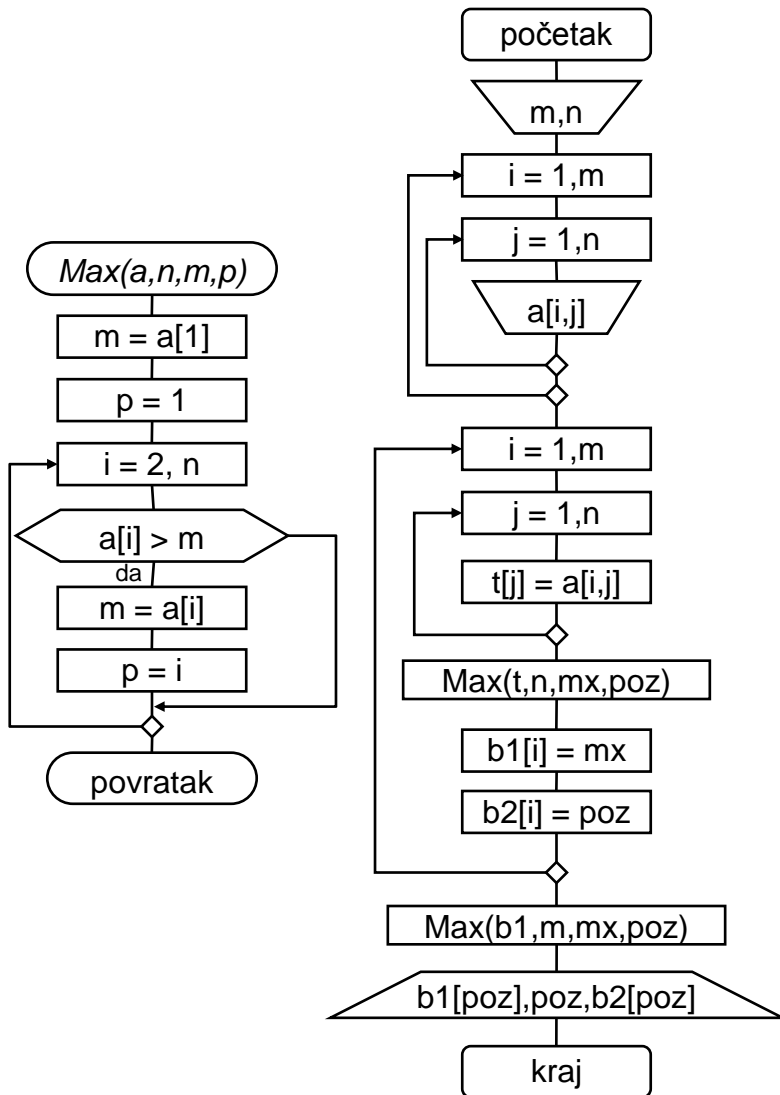 Max(a,n,m,p)
m = a[1]
p = 1
i = 2, n
a[i] > m
da
m = a[i]
p = i
povratak
početak
m,n
i = 1,m
j = 1,n
a[i,j]
i = 1,m
j = 1,n
t[j] = a[i,j]
Max(t,n,mx,poz)
b1[i] = mx
b2[i] = poz
Max(b1,m,mx,poz)
b1[poz],poz,b2[poz]
kraj